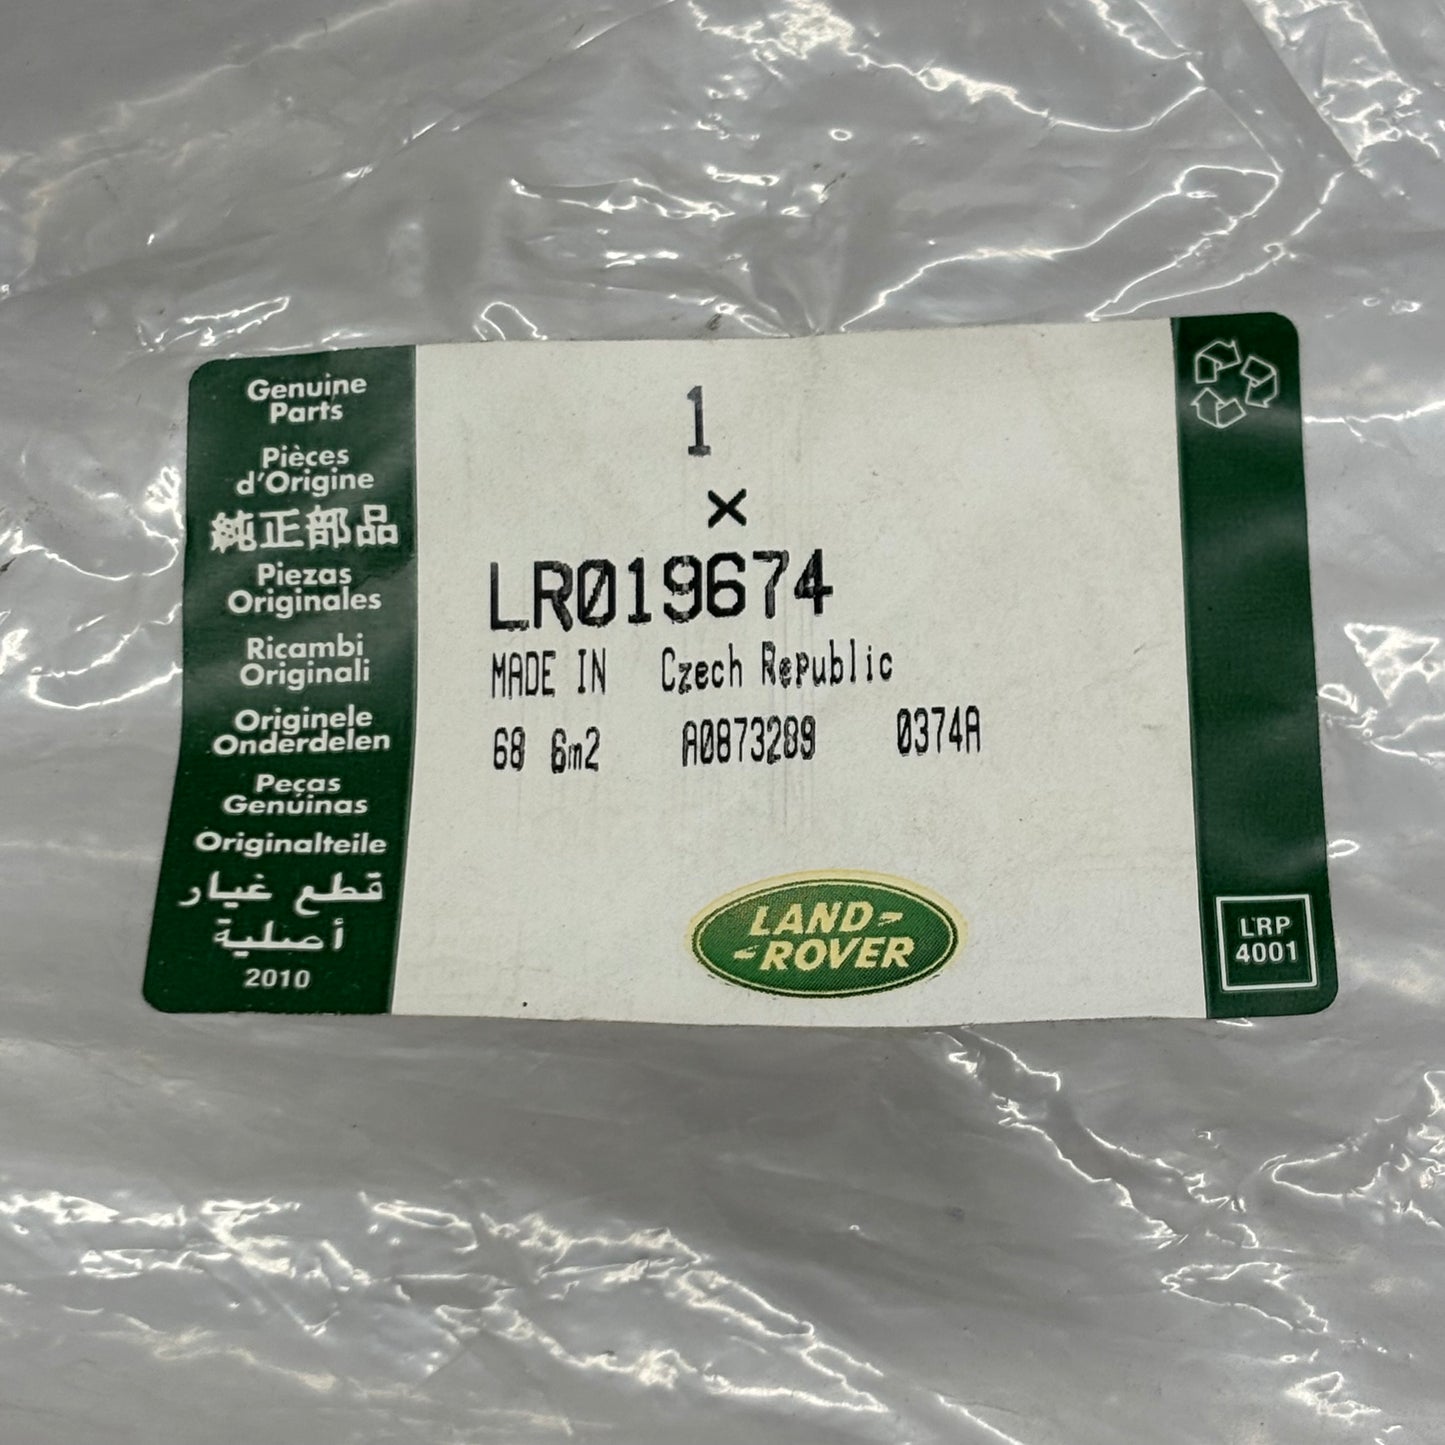 Genuine
Parts
Pièces
d'Origine
純正部品
Piezas
Originales
Ricambi
Originali
Originele
Onderdelen
Peças
Genúinas
Originalteile
قطع غيار
أصلية
2010
1
×
LR019674
MADE IN Czech Republic
68 6m2 A0873289 0374A
LAND-
-ROVER
LRP
4001